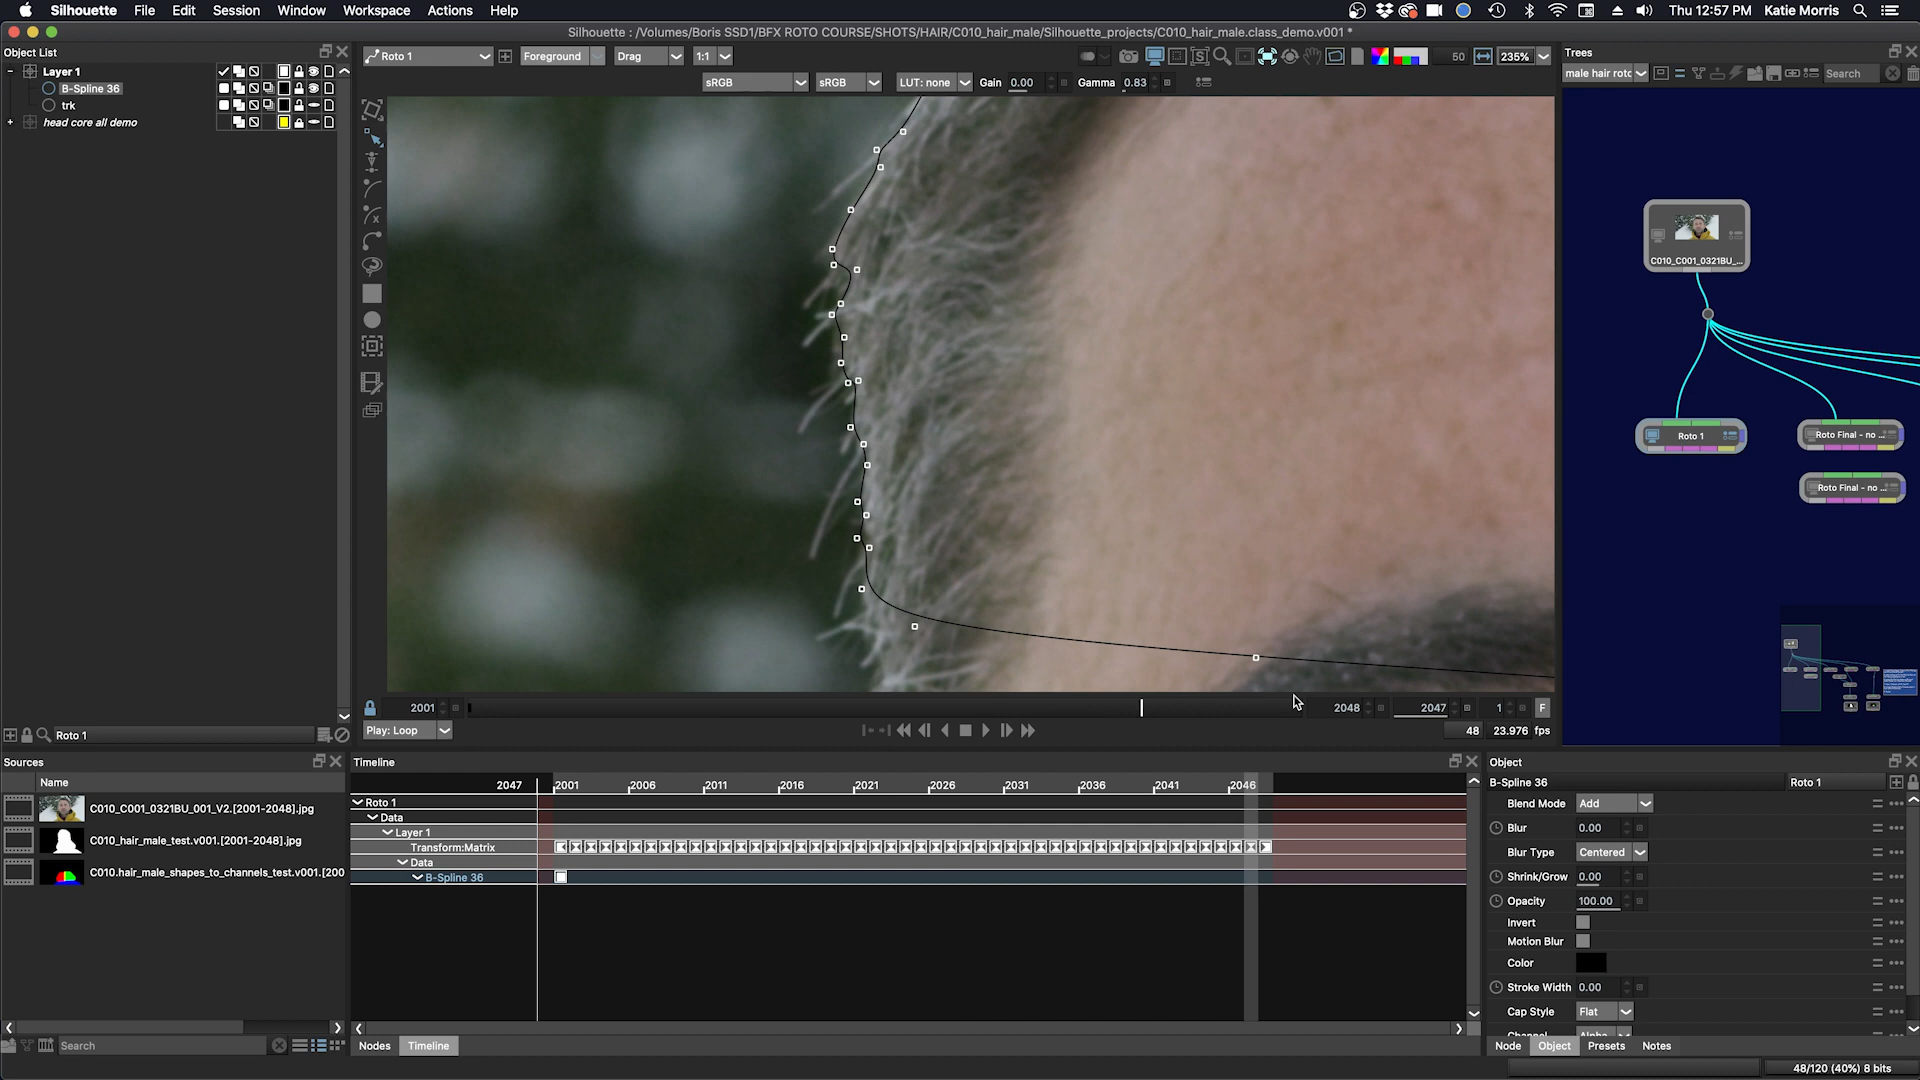 Silhouette File Edit Session Window Workspace Actions Help Thu 12:57 PM Katie Morris
Silhouette : /Volumes/Boris SSD1/BFX ROTO COURSE/SHOTS/HAIR/C010_hair_male/Silhouette_projects/C010_hair_male.class_demo.v001 *
Object List
Layer 1
B-Spline 36
trk
head core all demo
Roto 1
Roto 1 Foreground Drag 1:1 50 235%
sRGB sRGB LUT: none Gain 0.00 Gamma 0.83
Trees
male hair roto Search
C010_C001_0321BU_...
Roto 1
Roto Final - no ...
Roto Final - no ...
2001 2048 2047 1 F
Play: Loop 48 23.976 fps
Sources
Name
C010_C001_0321BU_001_V2.[2001-2048].jpg
C010_hair_male_test.v001.[2001-2048].jpg
C010.hair_male_shapes_to_channels_test.v001.[200
Search
Timeline
2047 2001 2006 2011 2016 2021 2026 2031 2036 2041 2046
Roto 1
Data
Layer 1
Transform:Matrix
Data
B-Spline 36
Nodes Timeline
Object
B-Spline 36 Roto 1
Blend Mode Add
Blur 0.00
Blur Type Centered
Shrink/Grow 0.00
Opacity 100.00
Invert
Motion Blur
Color
Stroke Width 0.00
Cap Style Flat
Channel Alpha
Node Object Presets Notes
48/120 (40%) 8 bits